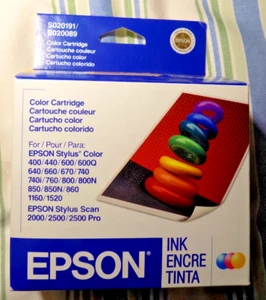 S020191/
S020089
Color Cartridge
Cartouche couleur
Cartucho color
Cartucho colorido
EPSON
Color Cartridge
Cartouche couleur
Cartucho color
Cartucho colorido
For / Pour / Para:
EPSON Stylus® Color
400/440/600/600Q
640/660/670/740
740i/760/800/800N
850/850N/860
1160/1520
EPSON Stylus Scan
2000/2500/2500 Pro
EPSON®
INK
ENCRE
TINTA